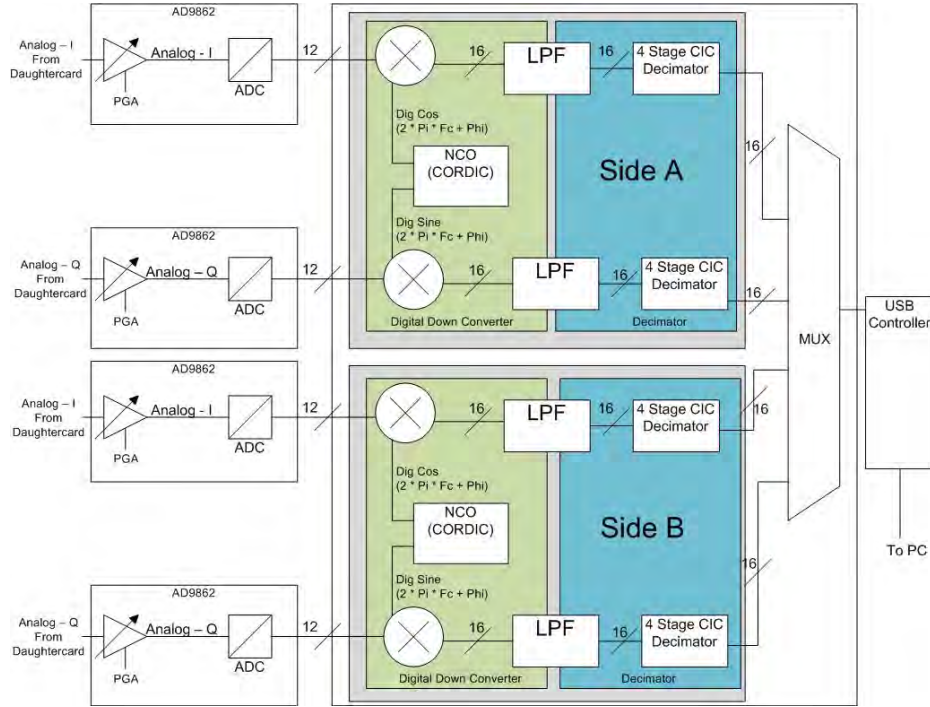 AD9862
Analog – I
From
Daughtercard
Analog - I
PGA
ADC
12
16
LPF
16
4 Stage CIC
Decimator
Dig Cos
(2 * Pi * Fc + Phi)
NCO
(CORDIC)
Side A
16
Dig Sine
(2 * Pi * Fc + Phi)
AD9862
Analog – Q
From
Daughtercard
Analog – Q
PGA
ADC
12
16
LPF
16
4 Stage CIC
Decimator
16
Digital Down Converter
Decimator
MUX
USB
Controller
To PC
AD9862
Analog – I
From
Daughtercard
Analog - I
PGA
ADC
12
16
LPF
16
4 Stage CIC
Decimator
16
Dig Cos
(2 * Pi * Fc + Phi)
NCO
(CORDIC)
Side B
16
Dig Sine
(2 * Pi * Fc + Phi)
AD9862
Analog – Q
From
Daughtercard
Analog – Q
PGA
ADC
12
16
LPF
16
4 Stage CIC
Decimator
Digital Down Converter
Decimator